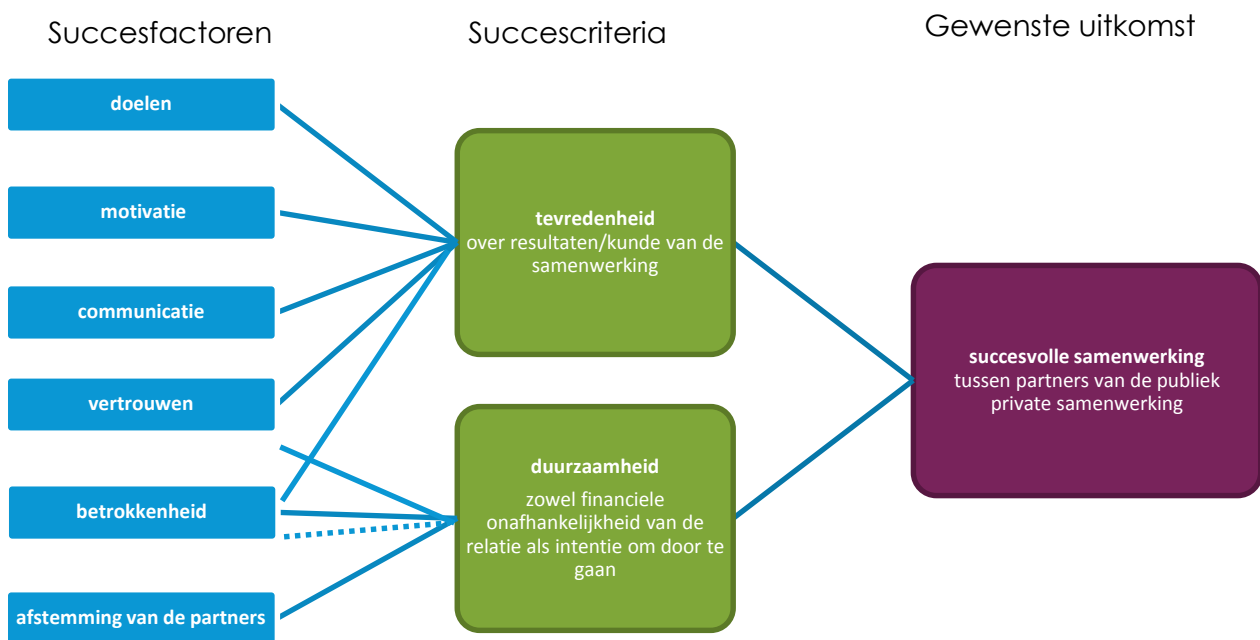 Succesfactoren
doelen
motivatie
communicatie
vertrouwen
betrokkenheid
afstemming van de partners
Succescriteria
tevredenheid
over resultaten/kunde van de
samenwerking
duurzaamheid
zowel financiele
onafhankelijkheid van de
relatie als intentie om door te
gaan
Gewenste uitkomst
succesvolle samenwerking
tussen partners van de publiek
private samenwerking